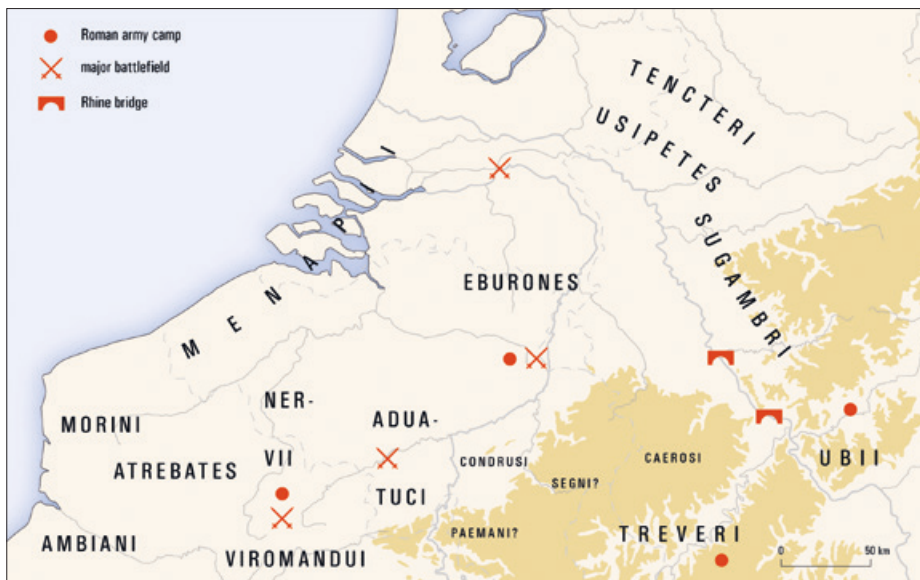 Roman army camp
major battlefield
Rhine bridge
TENCTERI
USIPETES
SUGAMBRI
MENAPII
EBURONES
MORINI
NER-
VII
ADUA-
TUCI
ATREBATES
CONDRUSI
SEGNI?
CAEROSI
UBII
PAEMANI?
TREVERI
AMBIANI
VIROMANDUI
0 50 km